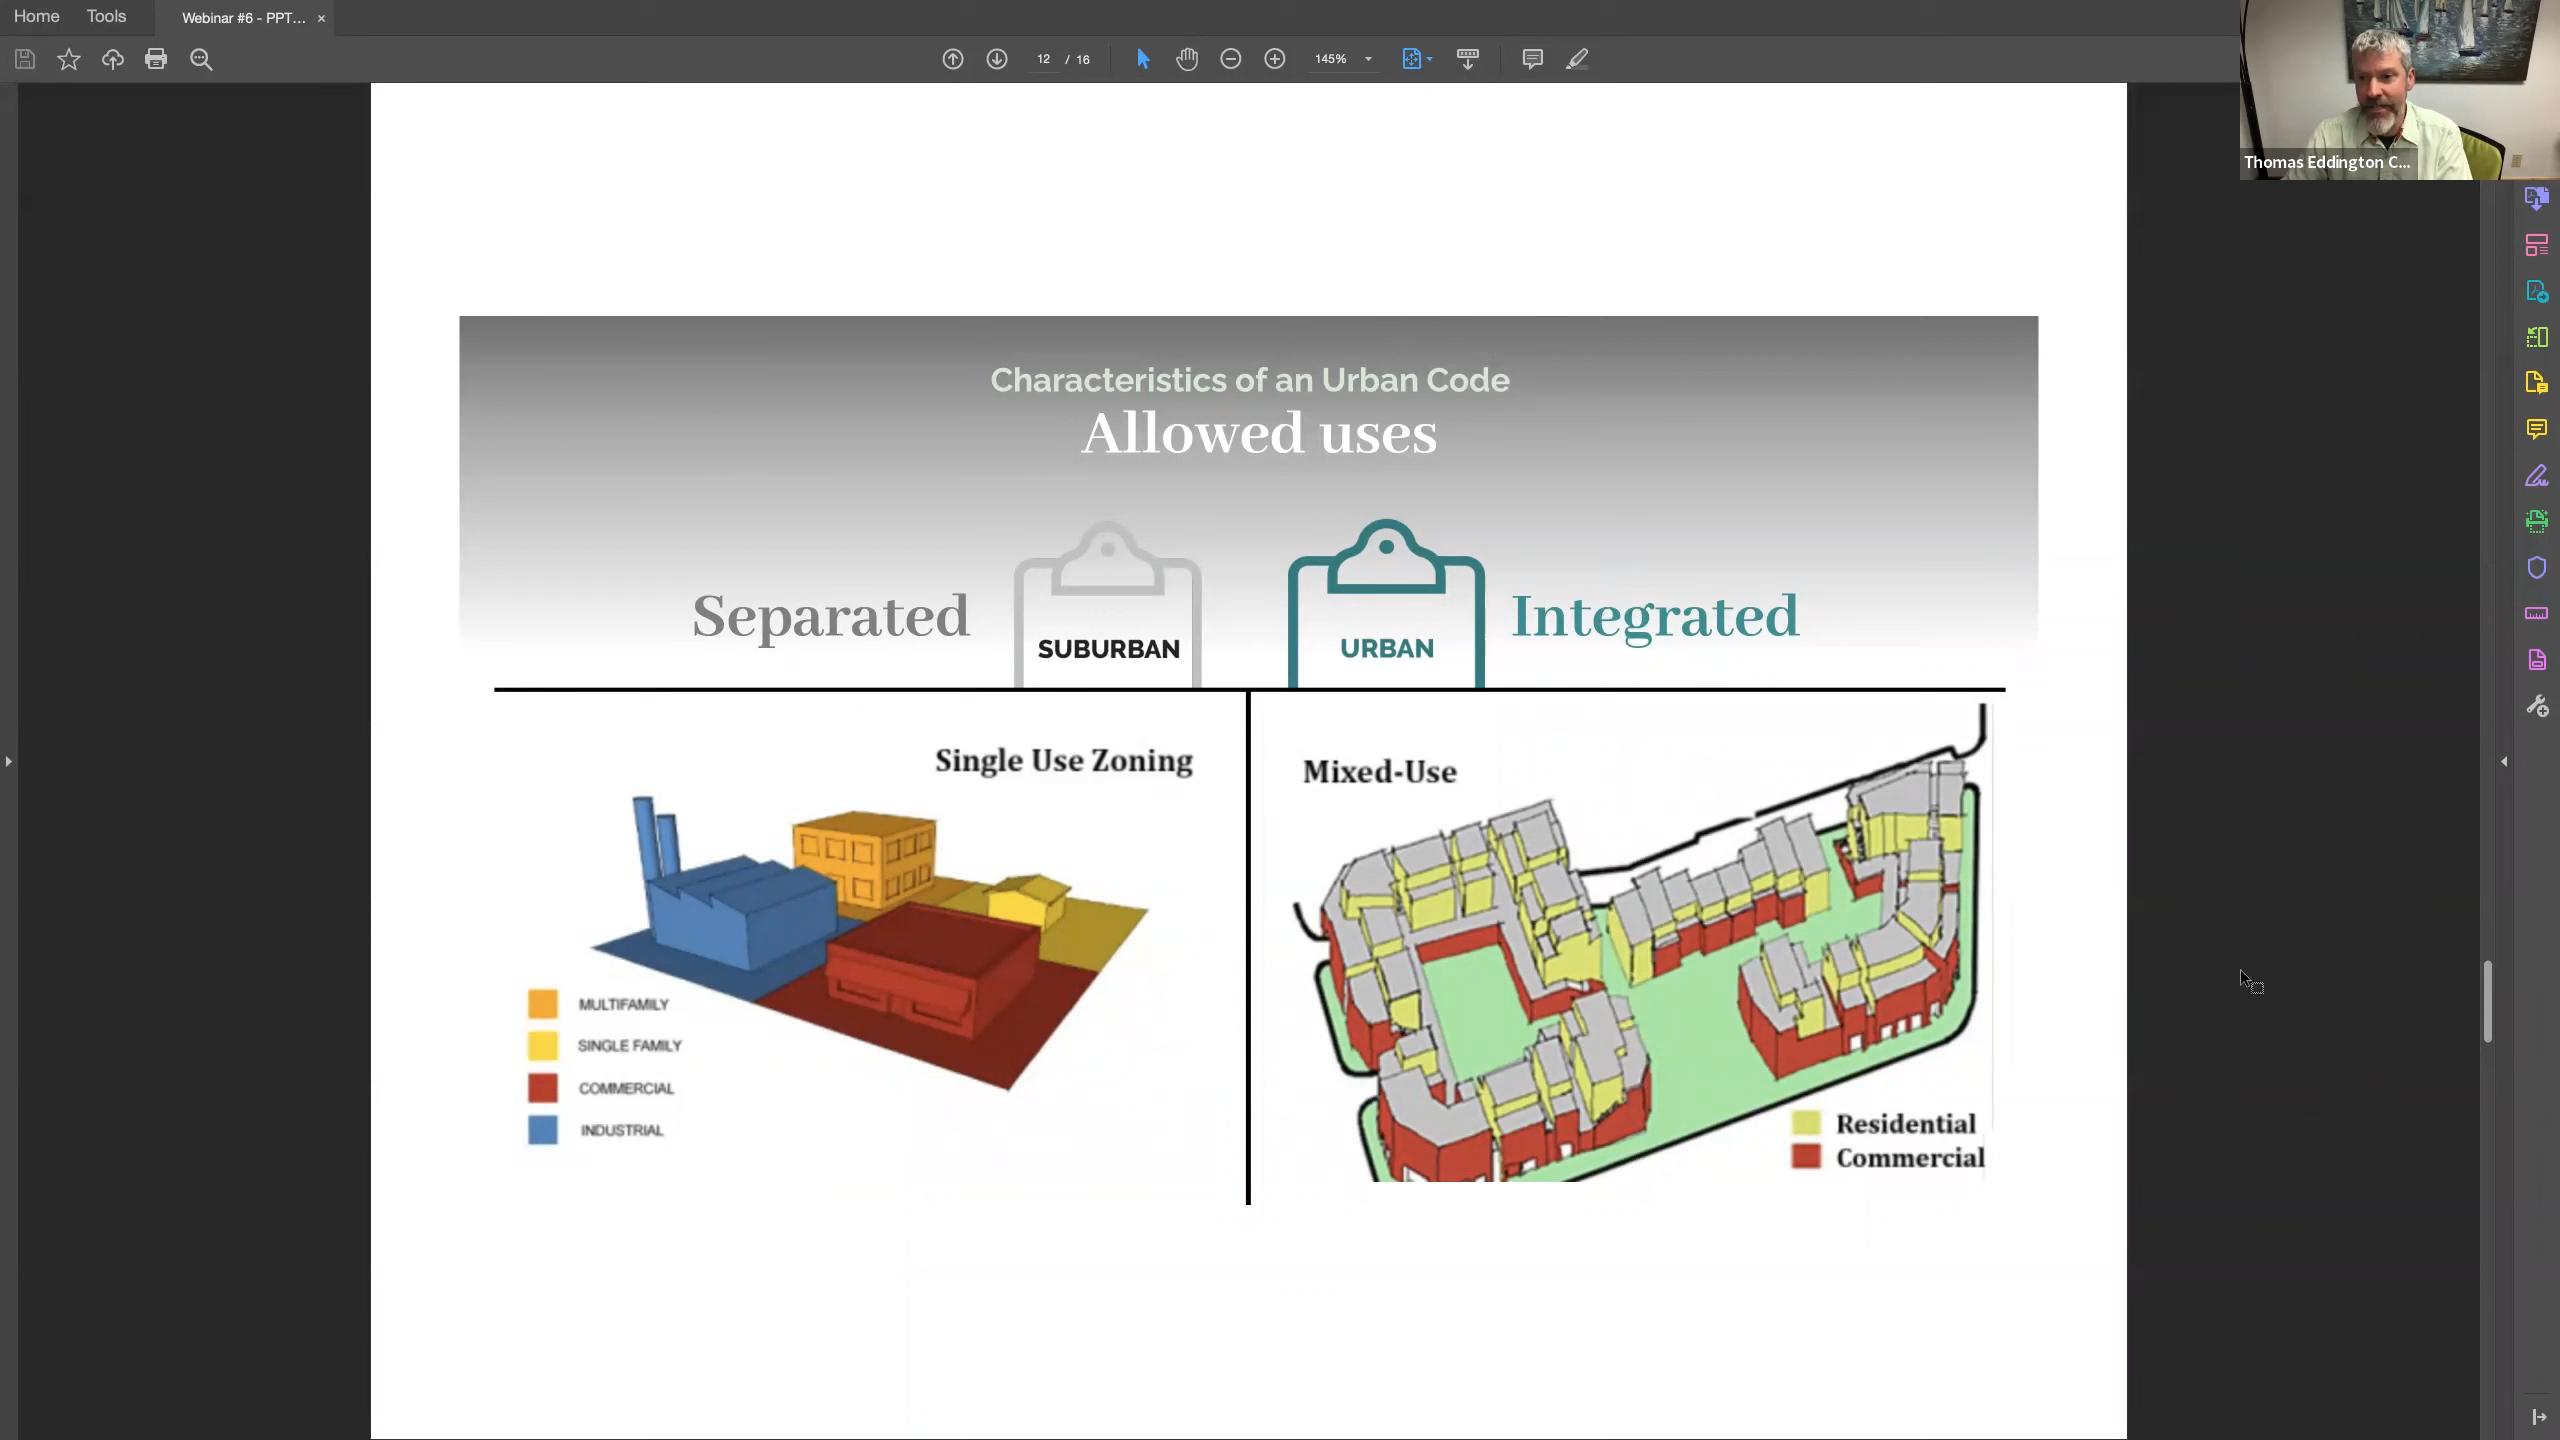 Home Tools Webinar #6 - PPT... ×
12 / 16 145%
Thomas Eddington C...
Characteristics of an Urban Code
Allowed uses
Separated SUBURBAN URBAN Integrated
Single Use Zoning
MULTIFAMILY
SINGLE FAMILY
COMMERCIAL
INDUSTRIAL
Mixed-Use
Residential
Commercial